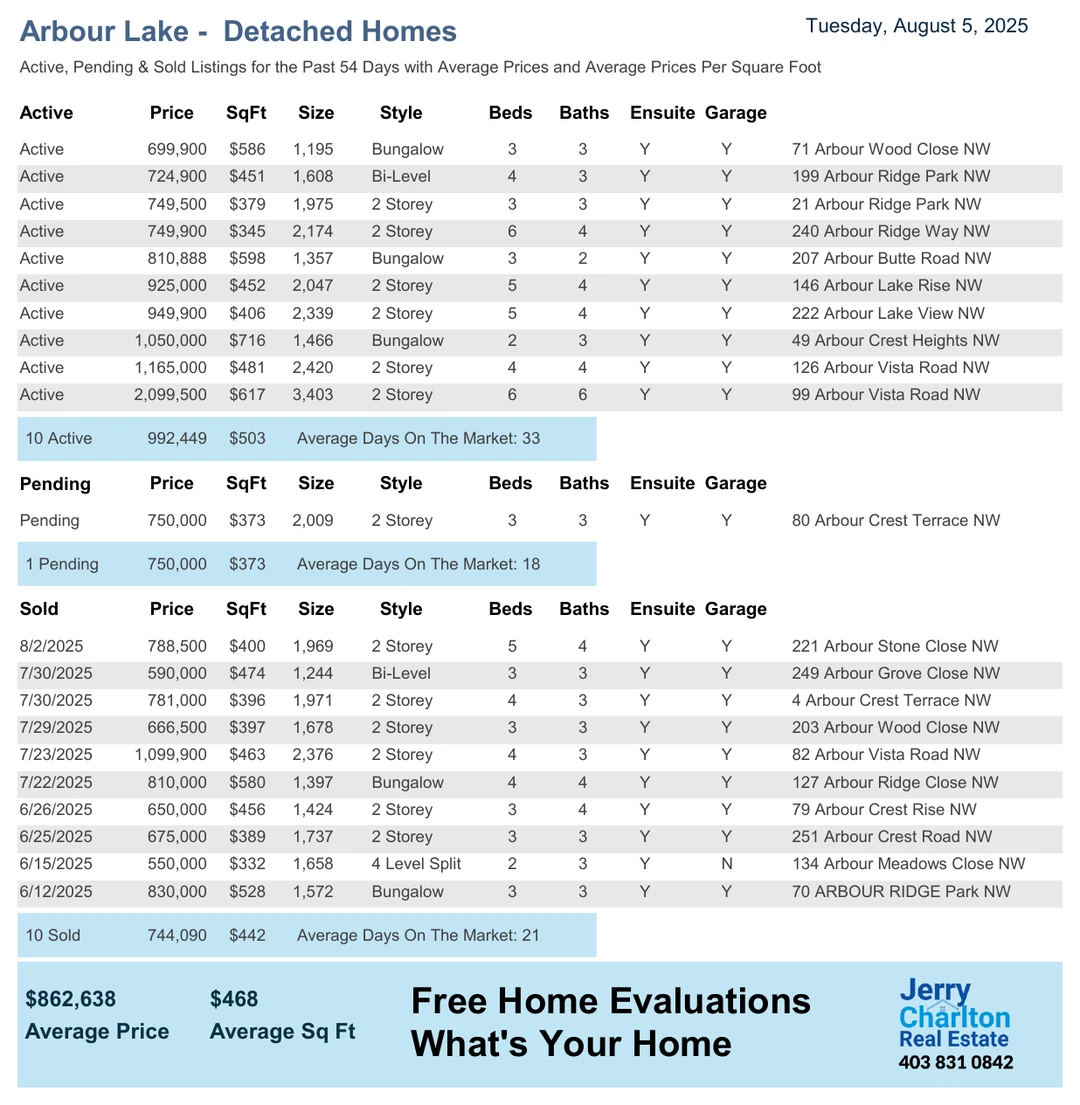 Arbour Lake - Detached Homes Tuesday, August 5, 2025
Active, Pending & Sold Listings for the Past 54 Days with Average Prices and Average Prices Per Square Foot
Active Price SqFt Size Style Beds Baths Ensuite Garage
Active 699,900 $586 1,195 Bungalow 3 3 Y Y 71 Arbour Wood Close NW
Active 724,900 $451 1,608 Bi-Level 4 3 Y Y 199 Arbour Ridge Park NW
Active 749,500 $379 1,975 2 Storey 3 3 Y Y 21 Arbour Ridge Park NW
Active 749,900 $345 2,174 2 Storey 6 4 Y Y 240 Arbour Ridge Way NW
Active 810,888 $598 1,357 Bungalow 3 2 Y Y 207 Arbour Butte Road NW
Active 925,000 $452 2,047 2 Storey 5 4 Y Y 146 Arbour Lake Rise NW
Active 949,900 $406 2,339 2 Storey 5 4 Y Y 222 Arbour Lake View NW
Active 1,050,000 $716 1,466 Bungalow 2 3 Y Y 49 Arbour Crest Heights NW
Active 1,165,000 $481 2,420 2 Storey 4 4 Y Y 126 Arbour Vista Road NW
Active 2,099,500 $617 3,403 2 Storey 6 6 Y Y 99 Arbour Vista Road NW
10 Active 992,449 $503 Average Days On The Market: 33
Pending Price SqFt Size Style Beds Baths Ensuite Garage
Pending 750,000 $373 2,009 2 Storey 3 3 Y Y 80 Arbour Crest Terrace NW
1 Pending 750,000 $373 Average Days On The Market: 18
Sold Price SqFt Size Style Beds Baths Ensuite Garage
8/2/2025 788,500 $400 1,969 2 Storey 5 4 Y Y 221 Arbour Stone Close NW
7/30/2025 590,000 $474 1,244 Bi-Level 3 3 Y Y 249 Arbour Grove Close NW
7/30/2025 781,000 $396 1,971 2 Storey 4 3 Y Y 4 Arbour Crest Terrace NW
7/29/2025 666,500 $397 1,678 2 Storey 3 3 Y Y 203 Arbour Wood Close NW
7/23/2025 1,099,900 $463 2,376 2 Storey 4 3 Y Y 82 Arbour Vista Road NW
7/22/2025 810,000 $580 1,397 Bungalow 4 4 Y Y 127 Arbour Ridge Close NW
6/26/2025 650,000 $456 1,424 2 Storey 3 4 Y Y 79 Arbour Crest Rise NW
6/25/2025 675,000 $389 1,737 2 Storey 3 3 Y Y 251 Arbour Crest Road NW
6/15/2025 550,000 $332 1,658 4 Level Split 2 3 Y N 134 Arbour Meadows Close NW
6/12/2025 830,000 $528 1,572 Bungalow 3 3 Y Y 70 ARBOUR RIDGE Park NW
10 Sold 744,090 $442 Average Days On The Market: 21
$862,638 $468
Average Price Average Sq Ft
Free Home Evaluations
What's Your Home
Jerry
Charlton
Real Estate
403 831 0842